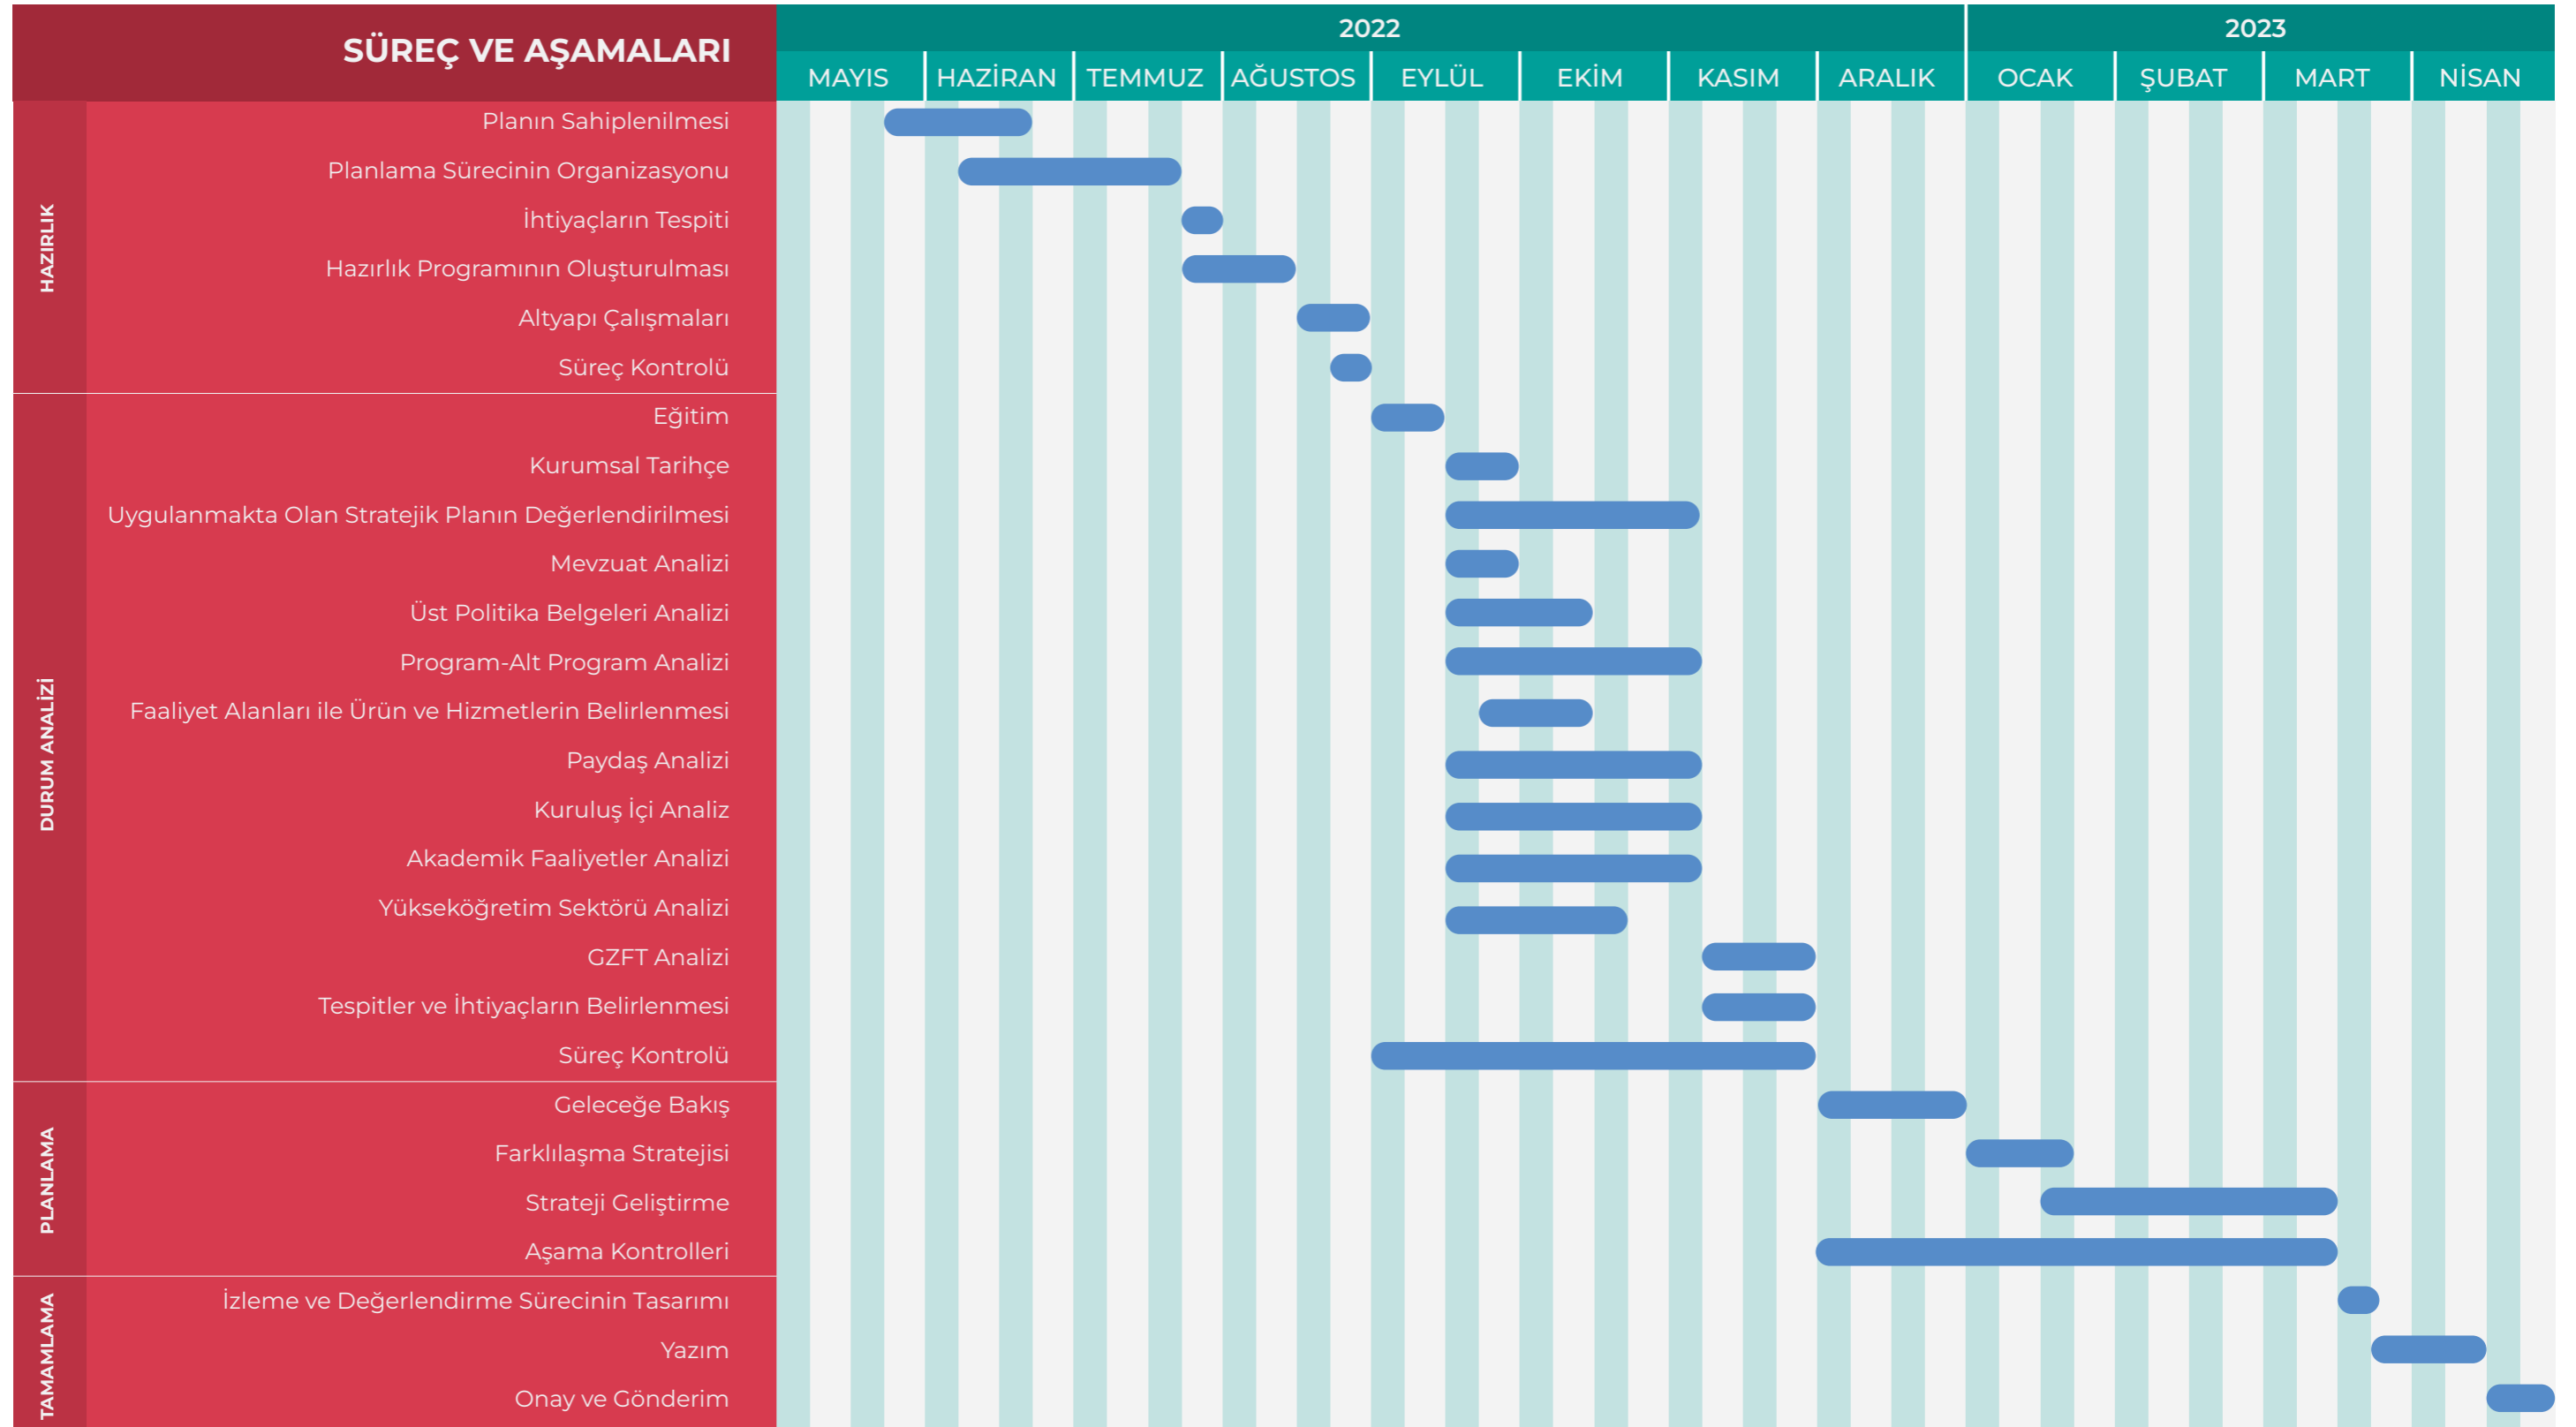 SÜREÇ VE AŞAMALARI
2022
2023
MAYIS
HAZİRAN
TEMMUZ
AĞUSTOS
EYLÜL
EKİM
KASIM
ARALIK
OCAK
ŞUBAT
MART
NİSAN
HAZIRLIK
Planın Sahiplenilmesi
Planlama Sürecinin Organizasyonu
İhtiyaçların Tespiti
Hazırlık Programının Oluşturulması
Altyapı Çalışmaları
Süreç Kontrolü
DURUM ANALİZİ
Eğitim
Kurumsal Tarihçe
Uygulanmakta Olan Stratejik Planın Değerlendirilmesi
Mevzuat Analizi
Üst Politika Belgeleri Analizi
Program-Alt Program Analizi
Faaliyet Alanları ile Ürün ve Hizmetlerin Belirlenmesi
Paydaş Analizi
Kuruluş İçi Analiz
Akademik Faaliyetler Analizi
Yükseköğretim Sektörü Analizi
GZFT Analizi
Tespitler ve İhtiyaçların Belirlenmesi
Süreç Kontrolü
PLANLAMA
Geleceğe Bakış
Farklılaşma Stratejisi
Strateji Geliştirme
Aşama Kontrolleri
TAMAMLAMA
İzleme ve Değerlendirme Sürecinin Tasarımı
Yazım
Onay ve Gönderim